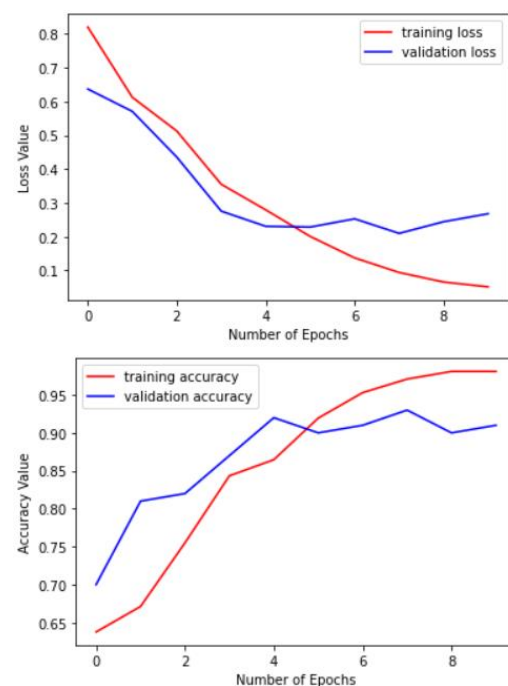 training loss
validation loss
0.8
0.7
0.6
0.5
0.4
0.3
0.2
0.1
Loss Value
0 2 4 6 8
Number of Epochs
training accuracy
validation accuracy
0.95
0.90
0.85
0.80
0.75
0.70
0.65
Accuracy Value
0 2 4 6 8
Number of Epochs